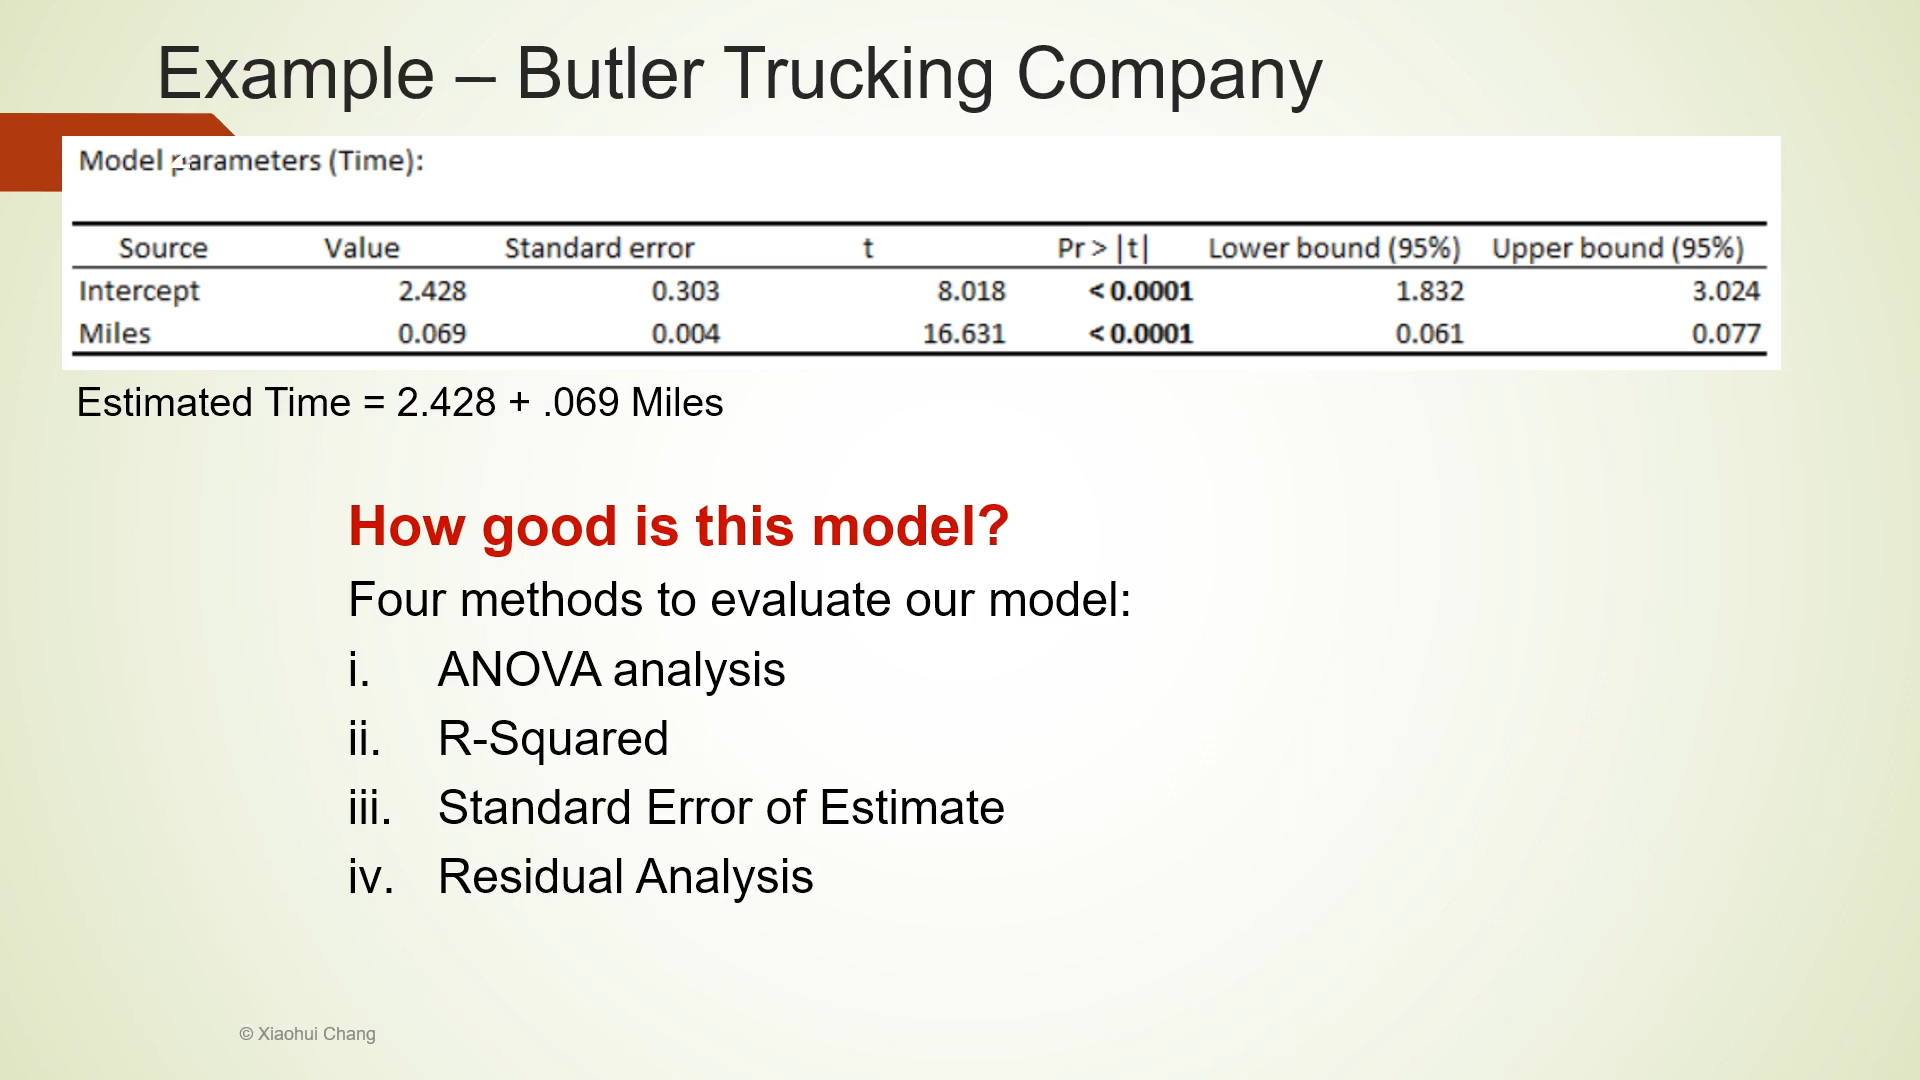 Example – Butler Trucking Company
Model parameters (Time):
Source Value Standard error t Pr > |t| Lower bound (95%) Upper bound (95%)
Intercept 2.428 0.303 8.018 < 0.0001 1.832 3.024
Miles 0.069 0.004 16.631 < 0.0001 0.061 0.077
Estimated Time = 2.428 + .069 Miles
How good is this model?
Four methods to evaluate our model:
i. ANOVA analysis
ii. R-Squared
iii. Standard Error of Estimate
iv. Residual Analysis
© Xiaohui Chang